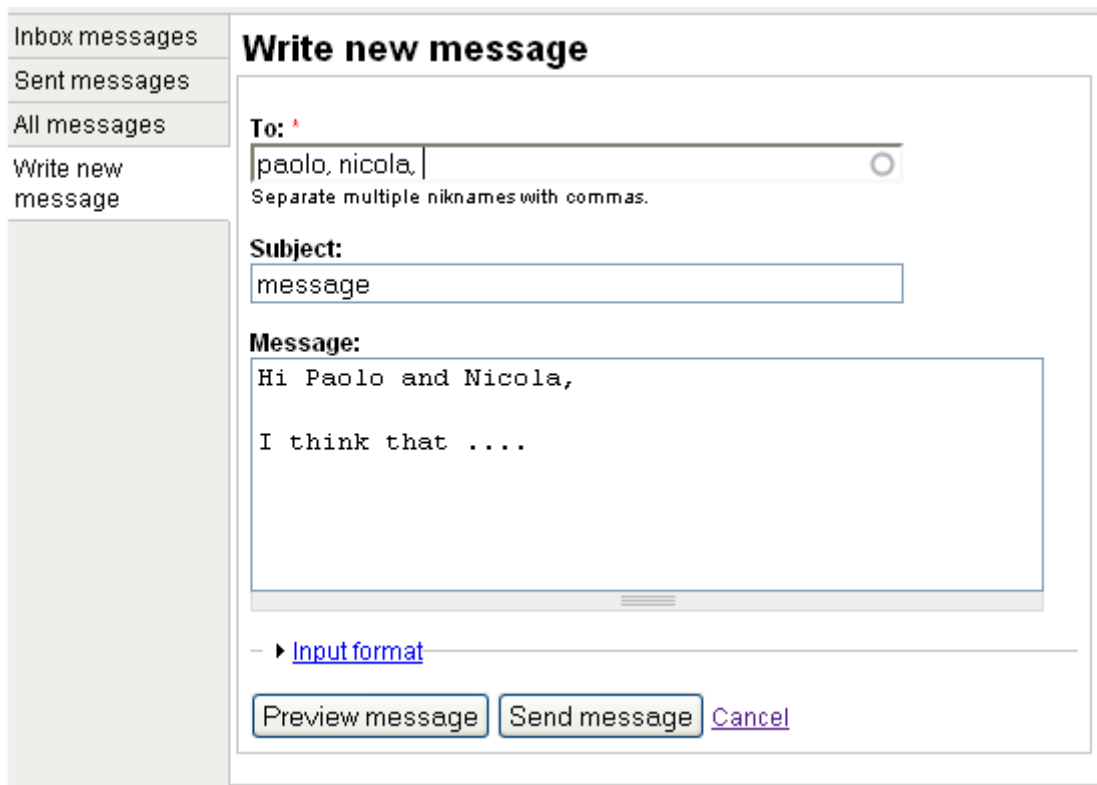 Inbox messages
Sent messages
All messages
Write new
message
Write new message
To: *
paolo, nicola,
Separate multiple niknames with commas.
Subject:
message
Message:
Hi Paolo and Nicola,
I think that ....
Input format
Preview message Send message Cancel